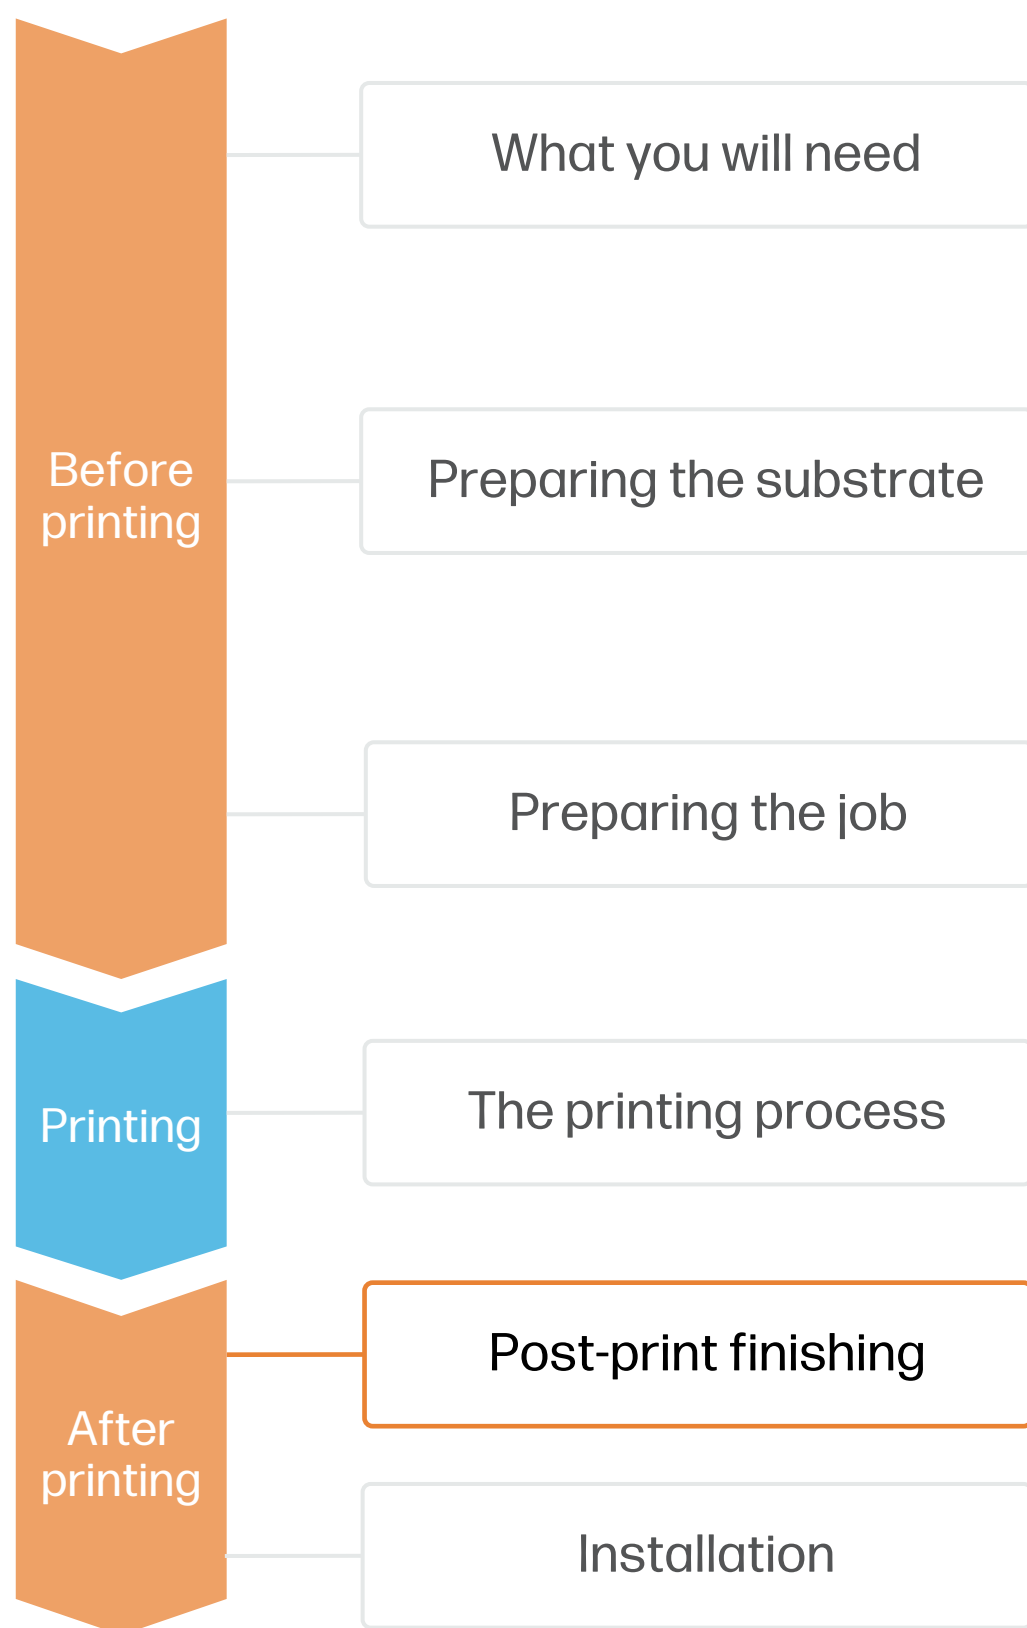 What you will need
Before
printing
Preparing the substrate
Preparing the job
Printing
The printing process
After
printing
Post-print finishing
Installation